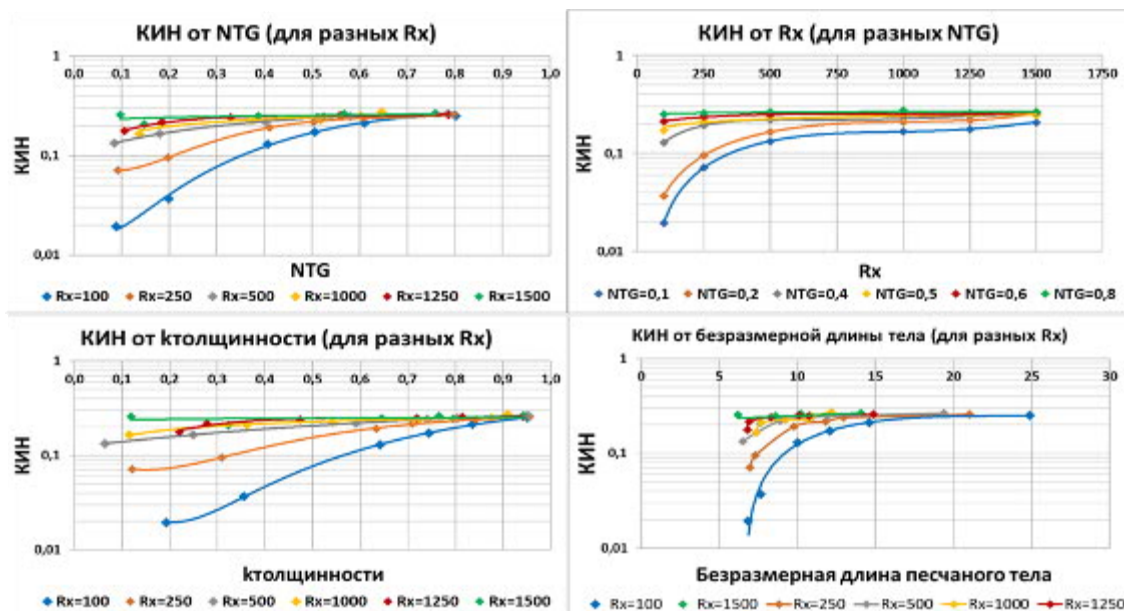 КИН от NTG (для разных Rx)
1
0,0 0,1 0,2 0,3 0,4 0,5 0,6 0,7 0,8 0,9 1,0
КИН
0,1
0,01
NTG
Rx=100 Rx=250 Rx=500 Rx=1000 Rx=1250 Rx=1500
КИН от Rx (для разных NTG)
1
0 250 500 750 1000 1250 1500 1750
КИН
0,1
0,01
Rx
NTG=0,1 NTG=0,2 NTG=0,4 NTG=0,5 NTG=0,6 NTG=0,8
КИН от kтолщинности (для разных Rx)
1
0,0 0,1 0,2 0,3 0,4 0,5 0,6 0,7 0,8 0,9 1,0
КИН
0,1
0,01
kтолщинности
Rx=100 Rx=250 Rx=500 Rx=1000 Rx=1250 Rx=1500
КИН от безразмерной длины тела (для разных Rx)
1
0 5 10 15 20 25 30
КИН
0,1
0,01
Безразмерная длина песчаного тела
Rx=100 Rx=1500 Rx=250 Rx=500 Rx=1000 Rx=1250